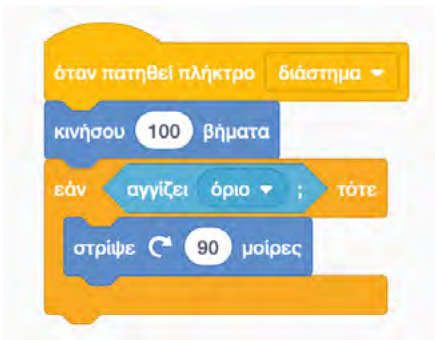 όταν πατηθεί πλήκτρο διάστημα
κινήσου 100 βήματα
εάν αγγίζει όριο ; τότε
στρίψε 90 μοίρες